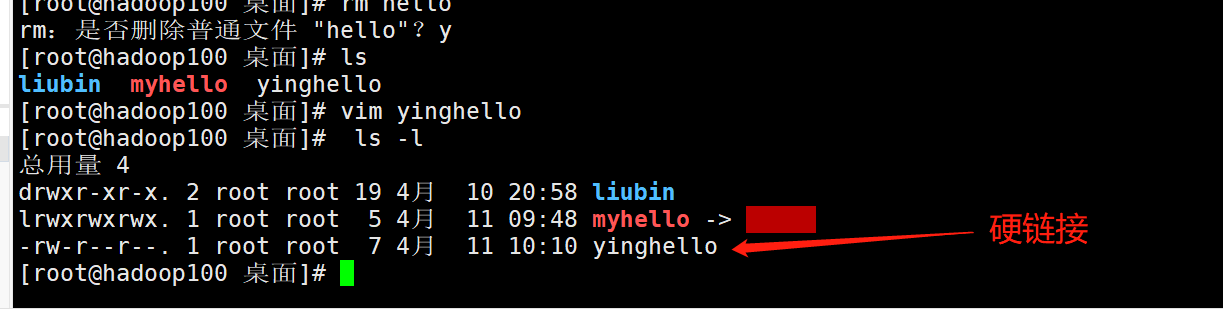 [root@hadoop100 桌面]# rm hello
rm：是否删除普通文件 "hello"？y
[root@hadoop100 桌面]# ls
liubin  myhello  yinghello
[root@hadoop100 桌面]# vim yinghello
[root@hadoop100 桌面]#  ls -l
总用量 4
drwxr-xr-x. 2 root root 19 4月  10 20:58 liubin
lrwxrwxrwx. 1 root root  5 4月  11 09:48 myhello ->
-rw-r--r--. 1 root root  7 4月  11 10:10 yinghello
硬链接
[root@hadoop100 桌面]#